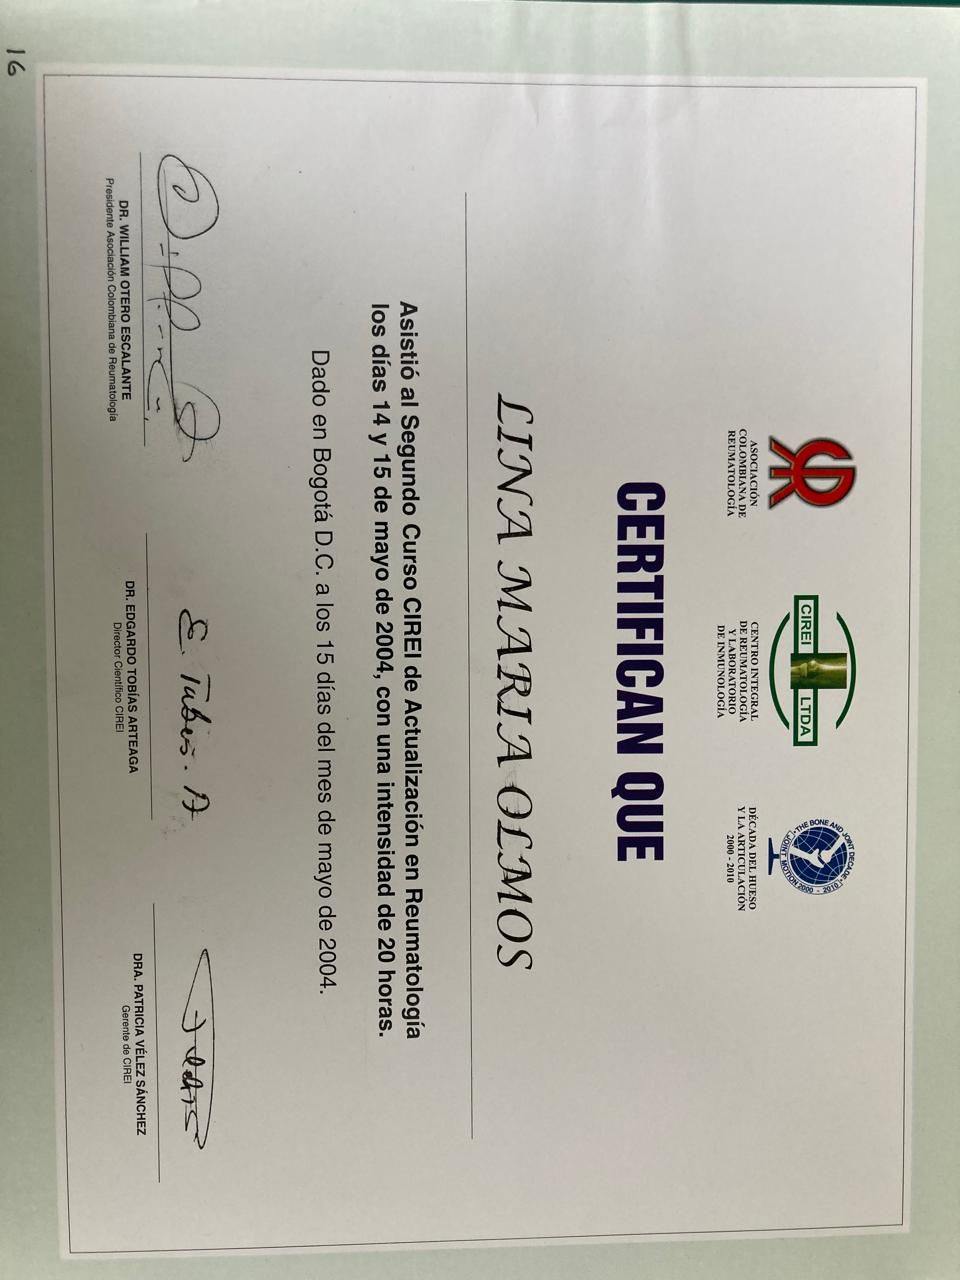 16
ASOCIACIÓN
COLOMBIANA DE
REUMATOLOGÍA
CIREI LTDA
CENTRO INTEGRAL
DE REUMATOLOGÍA
Y LABORATORIO
DE INMUNOLOGÍA
THE BONE AND JOINT DECADE
JOINT MOTION 2000 - 2010
DÉCADA DEL HUESO
Y LA ARTICULACIÓN
2000 - 2010
CERTIFICAN QUE
LINA MARIA OLMOS
Asistió al Segundo Curso CIREI de Actualización en Reumatología
los días 14 y 15 de mayo de 2004, con una intensidad de 20 horas.
Dado en Bogotá D.C. a los 15 días del mes de mayo de 2004.
DR. WILLIAM OTERO ESCALANTE
Presidente Asociación Colombiana de Reumatología
E. Tobías. A
DR. EDGARDO TOBÍAS ARTEAGA
Director Científico CIREI
DRA. PATRICIA VÉLEZ SÁNCHEZ
Gerente de CIREI